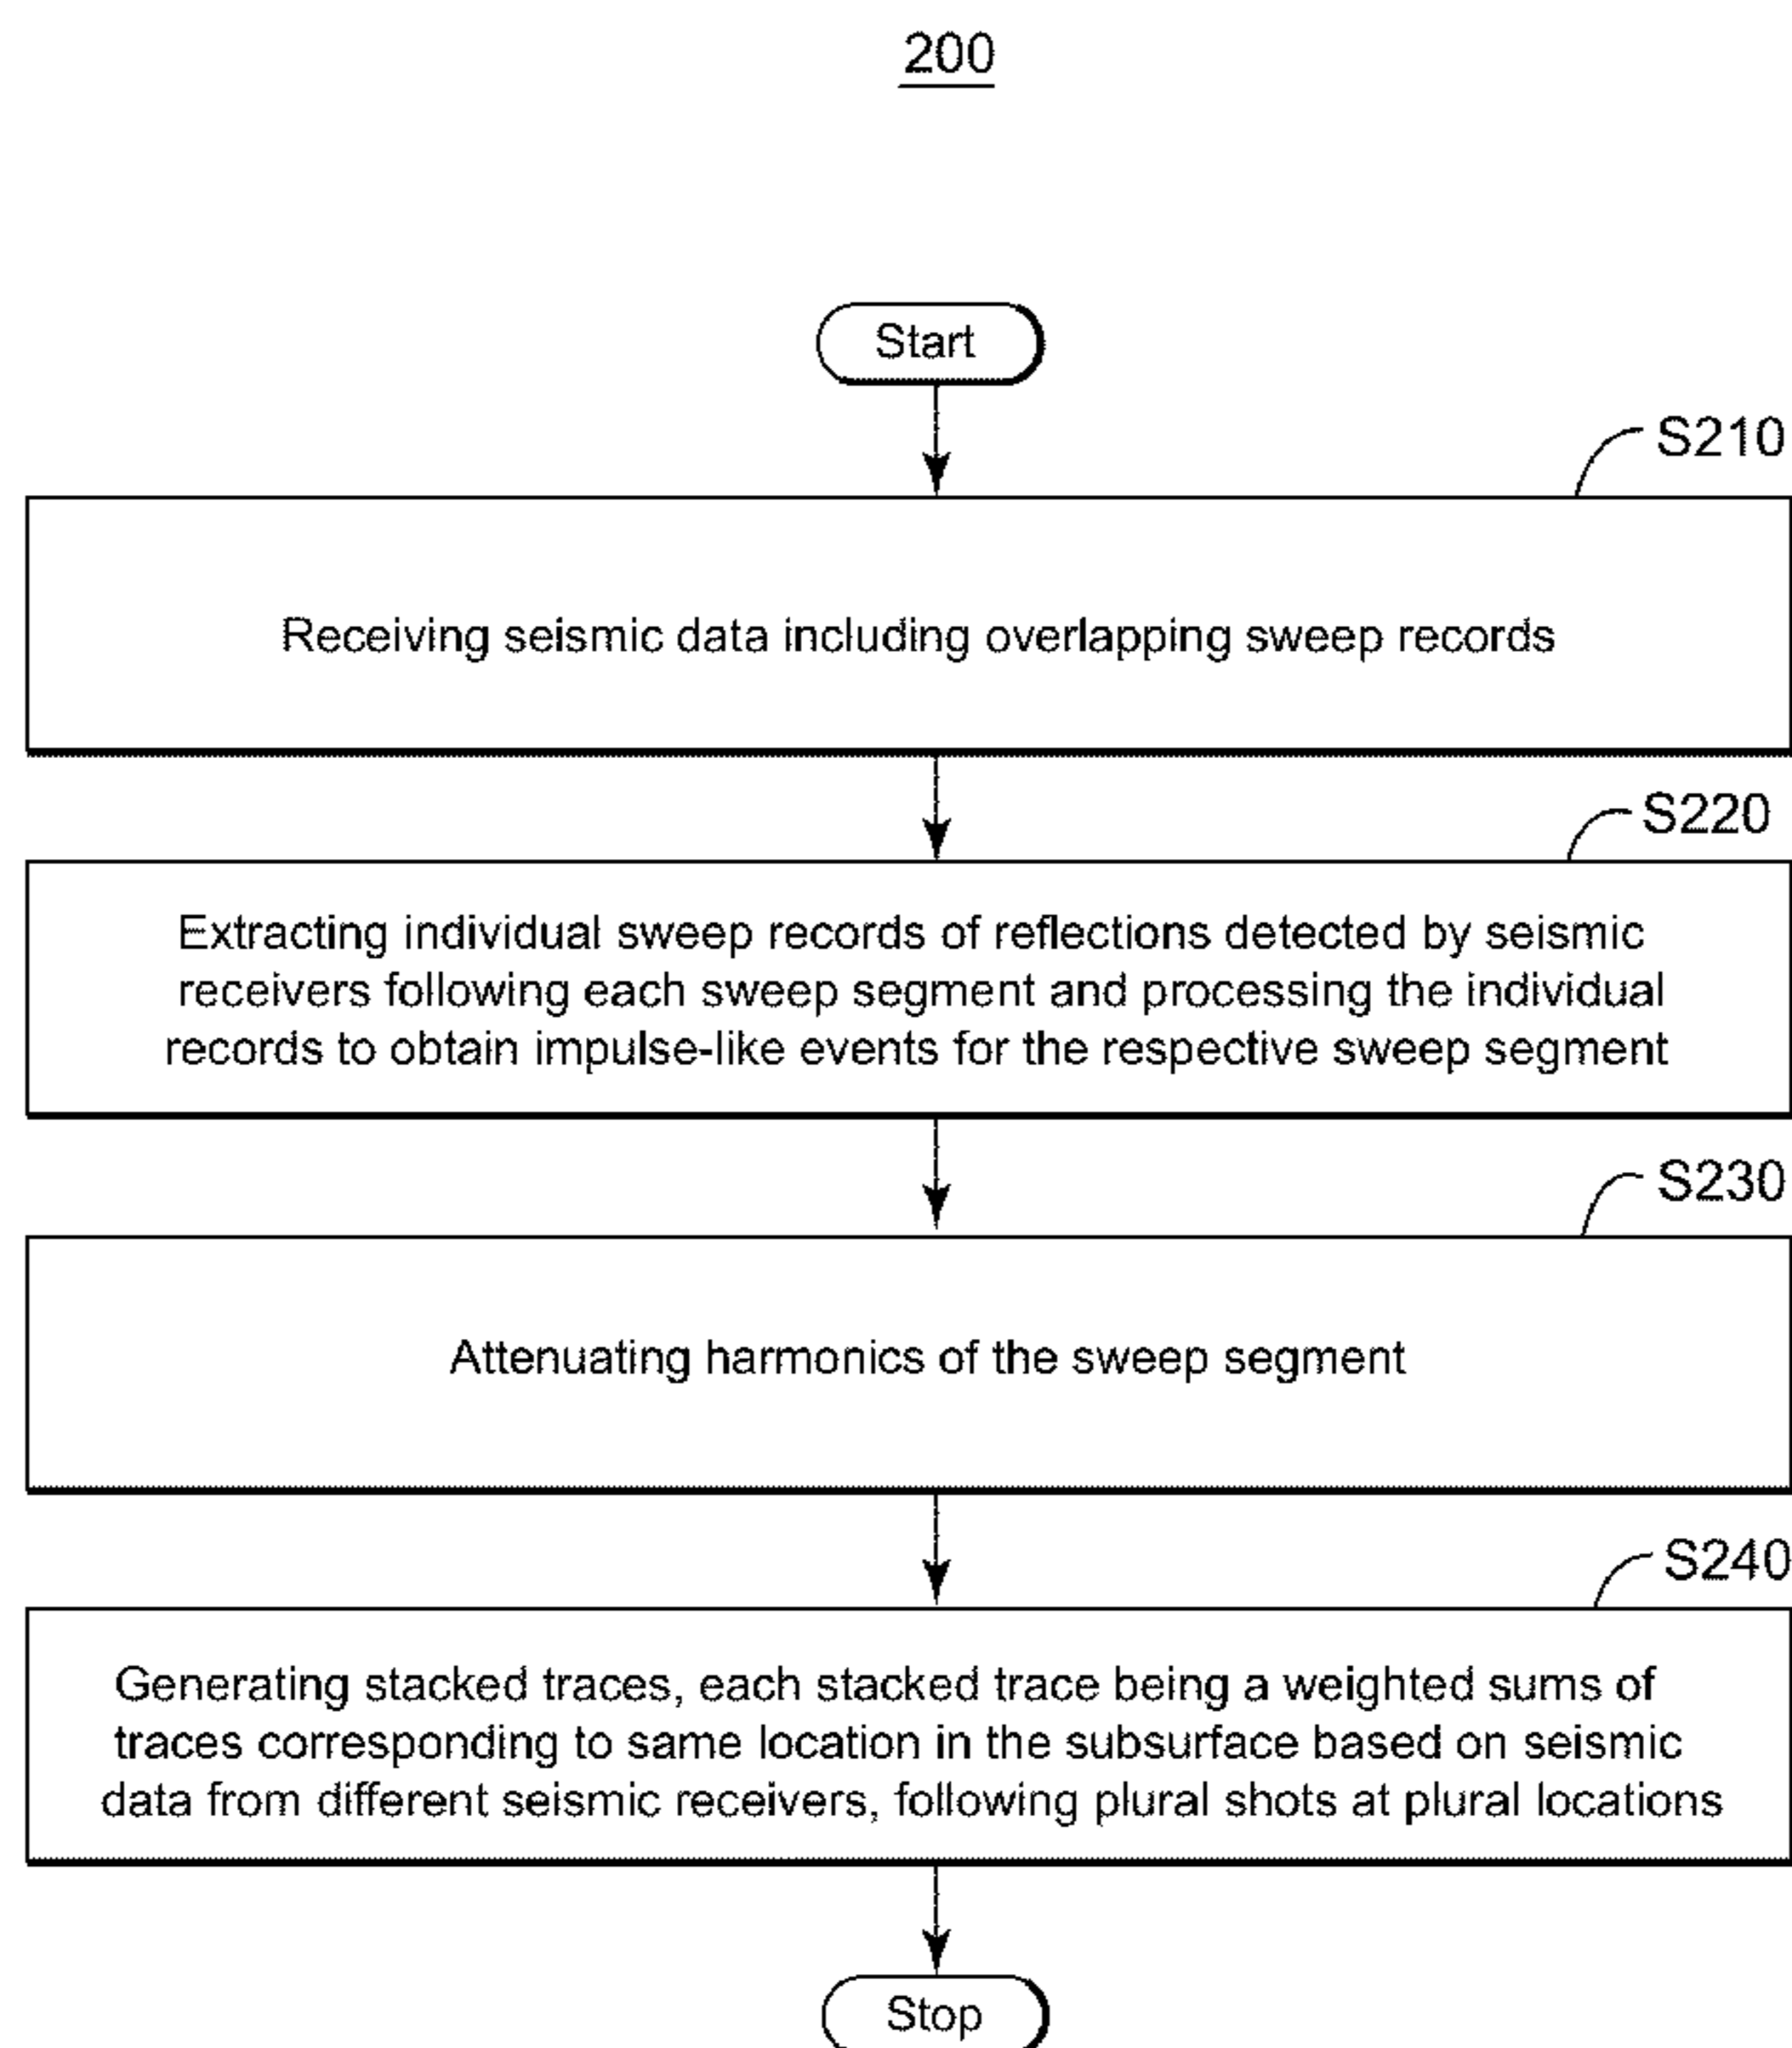 200
Start
S210
Receiving seismic data including overlapping sweep records
S220
Extracting individual sweep records of reflections detected by seismic
receivers following each sweep segment and processing the individual
records to obtain impulse-like events for the respective sweep segment
S230
Attenuating harmonics of the sweep segment
S240
Generating stacked traces, each stacked trace being a weighted sums of
traces corresponding to same location in the subsurface based on seismic
data from different seismic receivers, following plural shots at plural locations
Stop